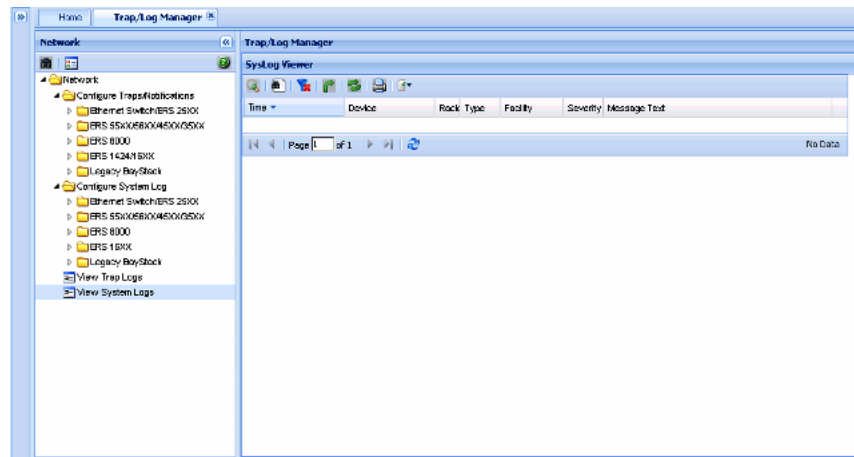 Home Trap/Log Manager
Network
Trap/Log Manager
SysLog Viewer
Network
Configure Traps/Notifications
Ethernet Switch/ERS 25XX
ERS 55XX/56XX/45XX/35XX
ERS 8000
ERS 1424/16XX
Legacy BayStack
Configure System Log
Ethernet Switch/ERS 25XX
ERS 55XX/56XX/45XX/35XX
ERS 8000
ERS 16XX
Legacy BayStack
View Trap Logs
View System Logs
Time Device Rack Type Facility Severity Message Text
Page 1 of 1 No Data